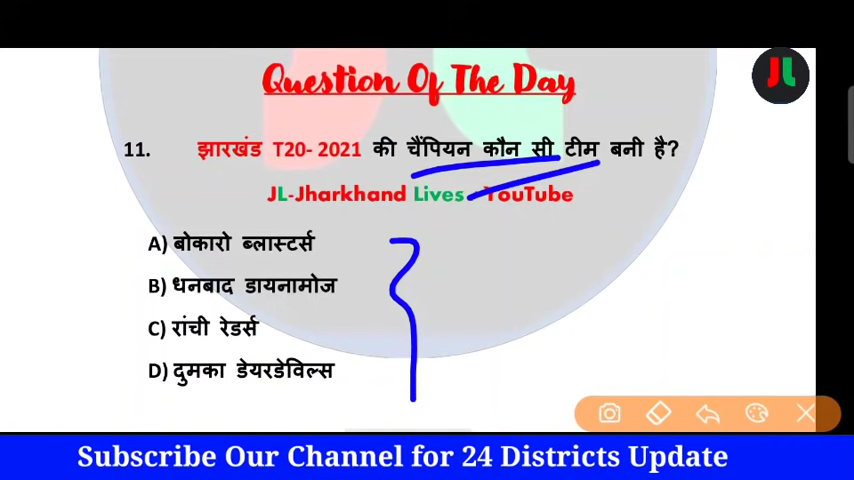 Question Of The Day
JL
11. झारखंड T20- 2021 की चैंपियन कौन सी टीम बनी है?
JL-Jharkhand Lives - YouTube
A) बोकारो ब्लास्टर्स
B) धनबाद डायनामोज
C) रांची रेडर्स
D) दुमका डेयरडेविल्स
Subscribe Our Channel for 24 Districts Update